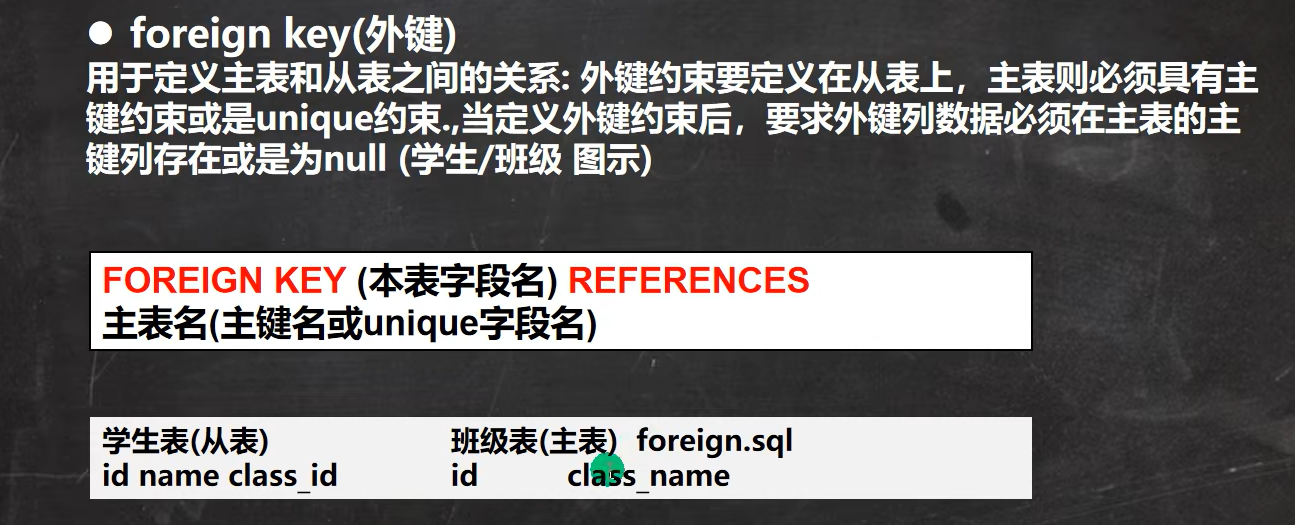 ● foreign key(外键)
用于定义主表和从表之间的关系: 外键约束要定义在从表上，主表则必须具有主
键约束或是unique约束.,当定义外键约束后，要求外键列数据必须在主表的主
键列存在或是为null (学生/班级 图示)
FOREIGN KEY (本表字段名) REFERENCES
主表名(主键名或unique字段名)
学生表(从表) 班级表(主表) foreign.sql
id name class_id id class_name